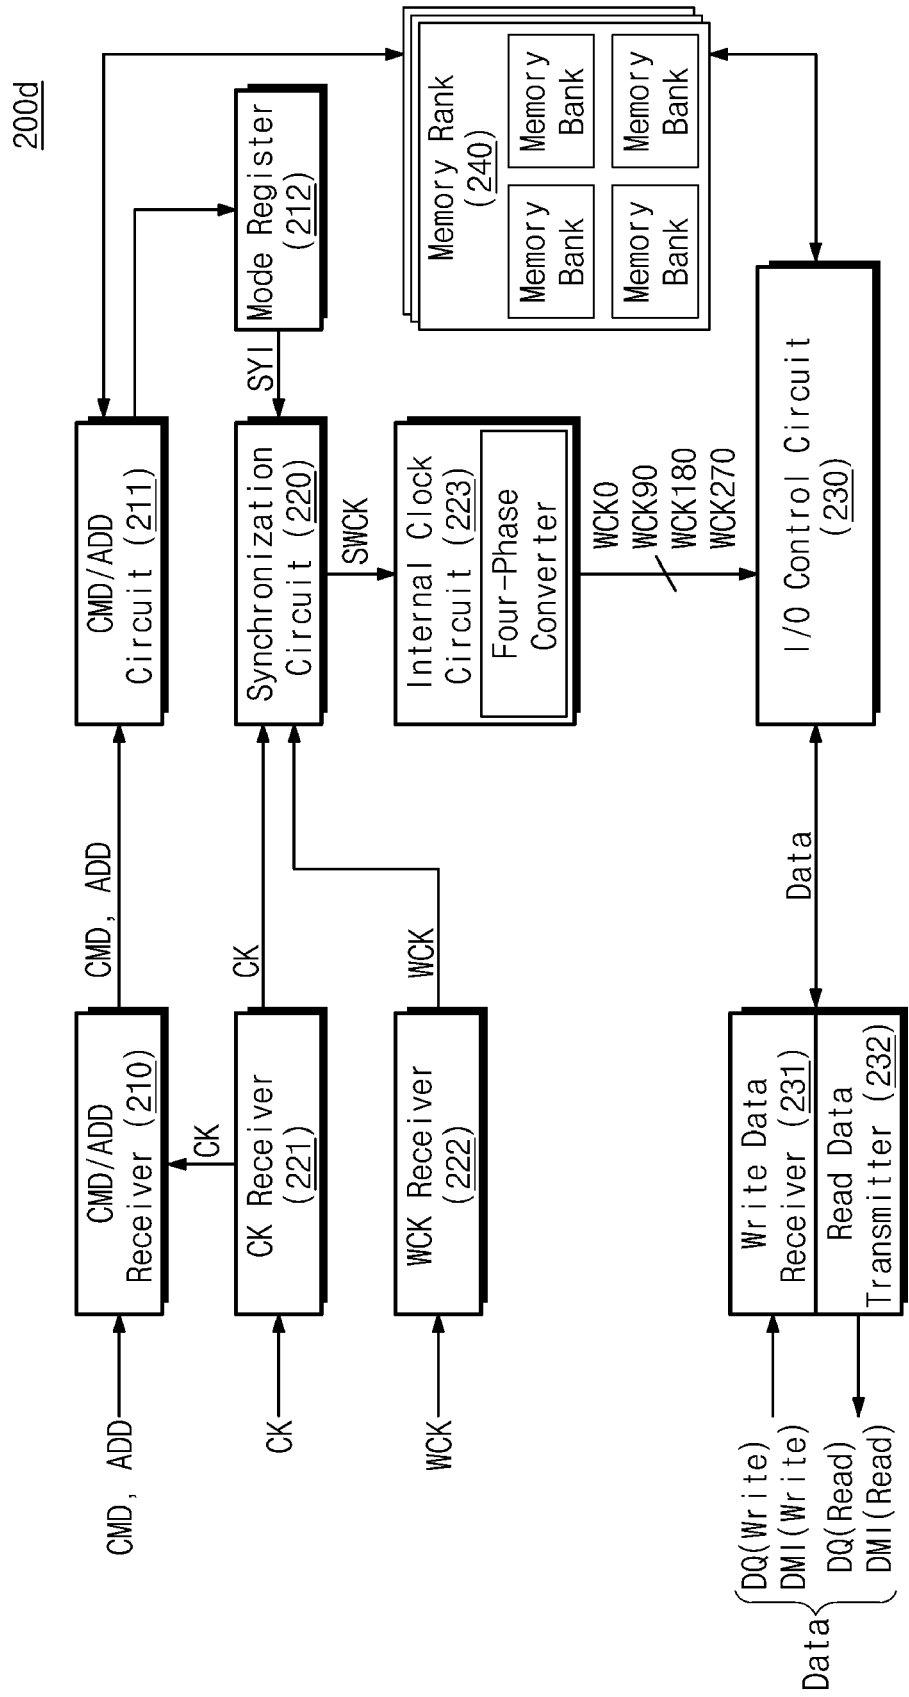 200d
CMD, ADD
CMD/ADD
Receiver (210)
CMD, ADD
CMD/ADD
Circuit (211)
CK
Mode Register
(212)
SYI
CK
CK Receiver
(221)
CK
Synchronization
Circuit (220)
SWCK
WCK
WCK Receiver
(222)
WCK
Internal Clock
Circuit (223)
Four-Phase
Converter
WCK0
WCK90
WCK180
WCK270
Memory Rank
(240)
Memory
Bank
Memory
Bank
Memory
Bank
Memory
Bank
Data
DQ(Write)
DMI(Write)
DQ(Read)
DMI(Read)
Write Data
Receiver (231)
Read Data
Transmitter (232)
Data
I/O Control Circuit
(230)